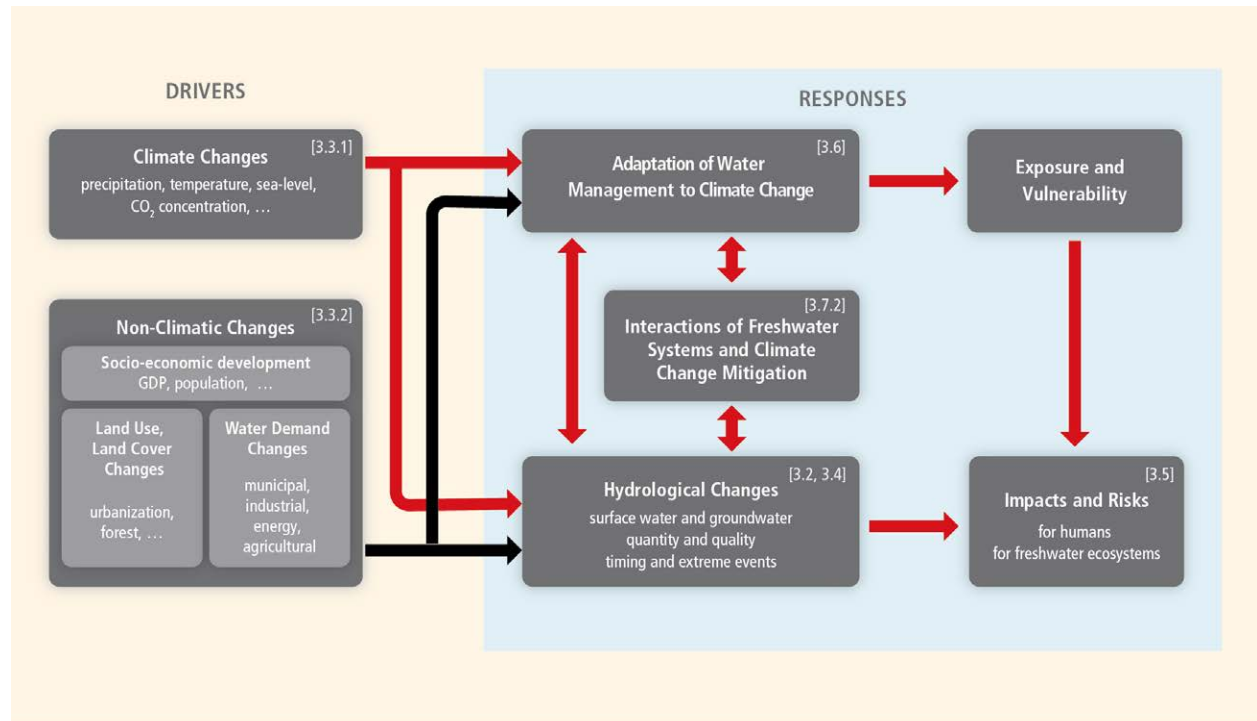 DRIVERS
[3.3.1]
Climate Changes
precipitation, temperature, sea-level,
CO₂ concentration, …
[3.3.2]
Non-Climatic Changes
Socio-economic development
GDP, population, …
Land Use,
Land Cover
Changes
urbanization,
forest, …
Water Demand
Changes
municipal,
industrial,
energy,
agricultural
RESPONSES
[3.6]
Adaptation of Water
Management to Climate Change
Exposure and
Vulnerability
[3.7.2]
Interactions of Freshwater
Systems and Climate
Change Mitigation
[3.2, 3.4]
Hydrological Changes
surface water and groundwater
quantity and quality
timing and extreme events
[3.5]
Impacts and Risks
for humans
for freshwater ecosystems